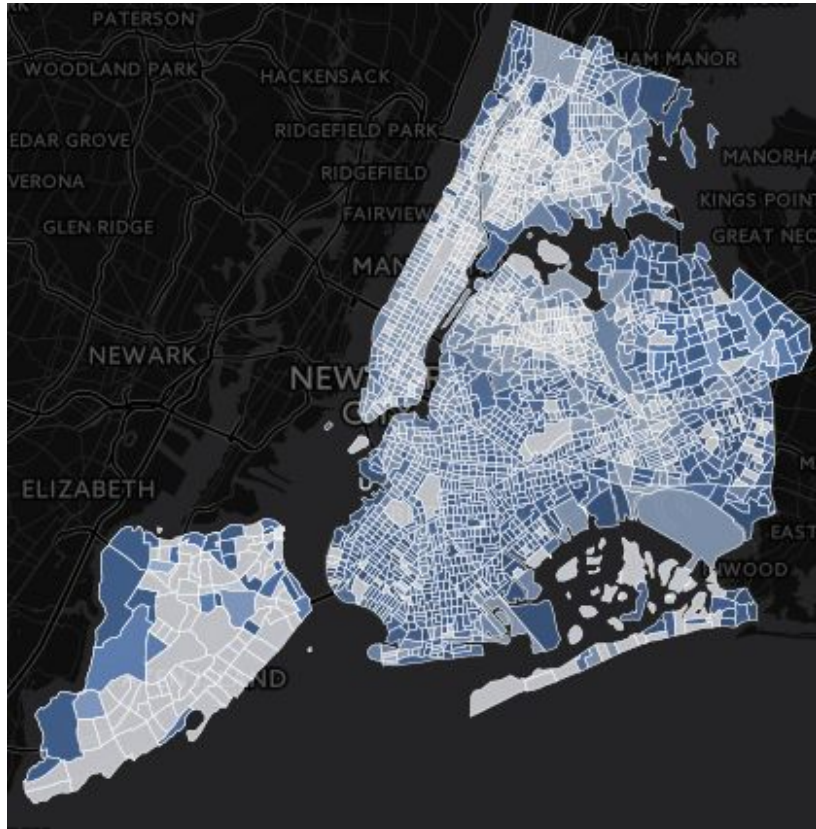 PATERSON
WOODLAND PARK
HACKENSACK
HAM MANOR
EDAR GROVE
RIDGEFIELD PARK
MANORHA
VERONA
RIDGEFIELD
KINGS POINT
GLEN RIDGE
FAIRVIEW
GREAT NEC
MAN
NEWARK
NEW
ELIZABETH
EAST
WOOD
ND